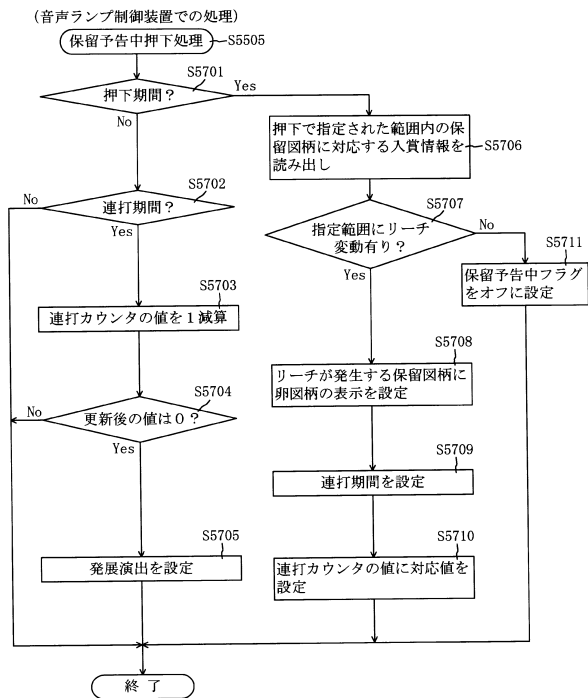 (音声ランプ制御装置での処理)
保留予告中押下処理
S5505
S5701
押下期間?
Yes
No
押下で指定された範囲内の保
留図柄に対応する入賞情報を
読み出し
S5706
S5702
連打期間?
No
Yes
S5707
指定範囲にリーチ
変動有り?
No
Yes
S5711
保留予告中フラグ
をオフに設定
S5703
連打カウンタの値を1減算
S5708
リーチが発生する保留図柄に
卵図柄の表示を設定
S5704
更新後の値は0?
No
Yes
S5709
連打期間を設定
S5705
発展演出を設定
S5710
連打カウンタの値に対応値を
設定
終了